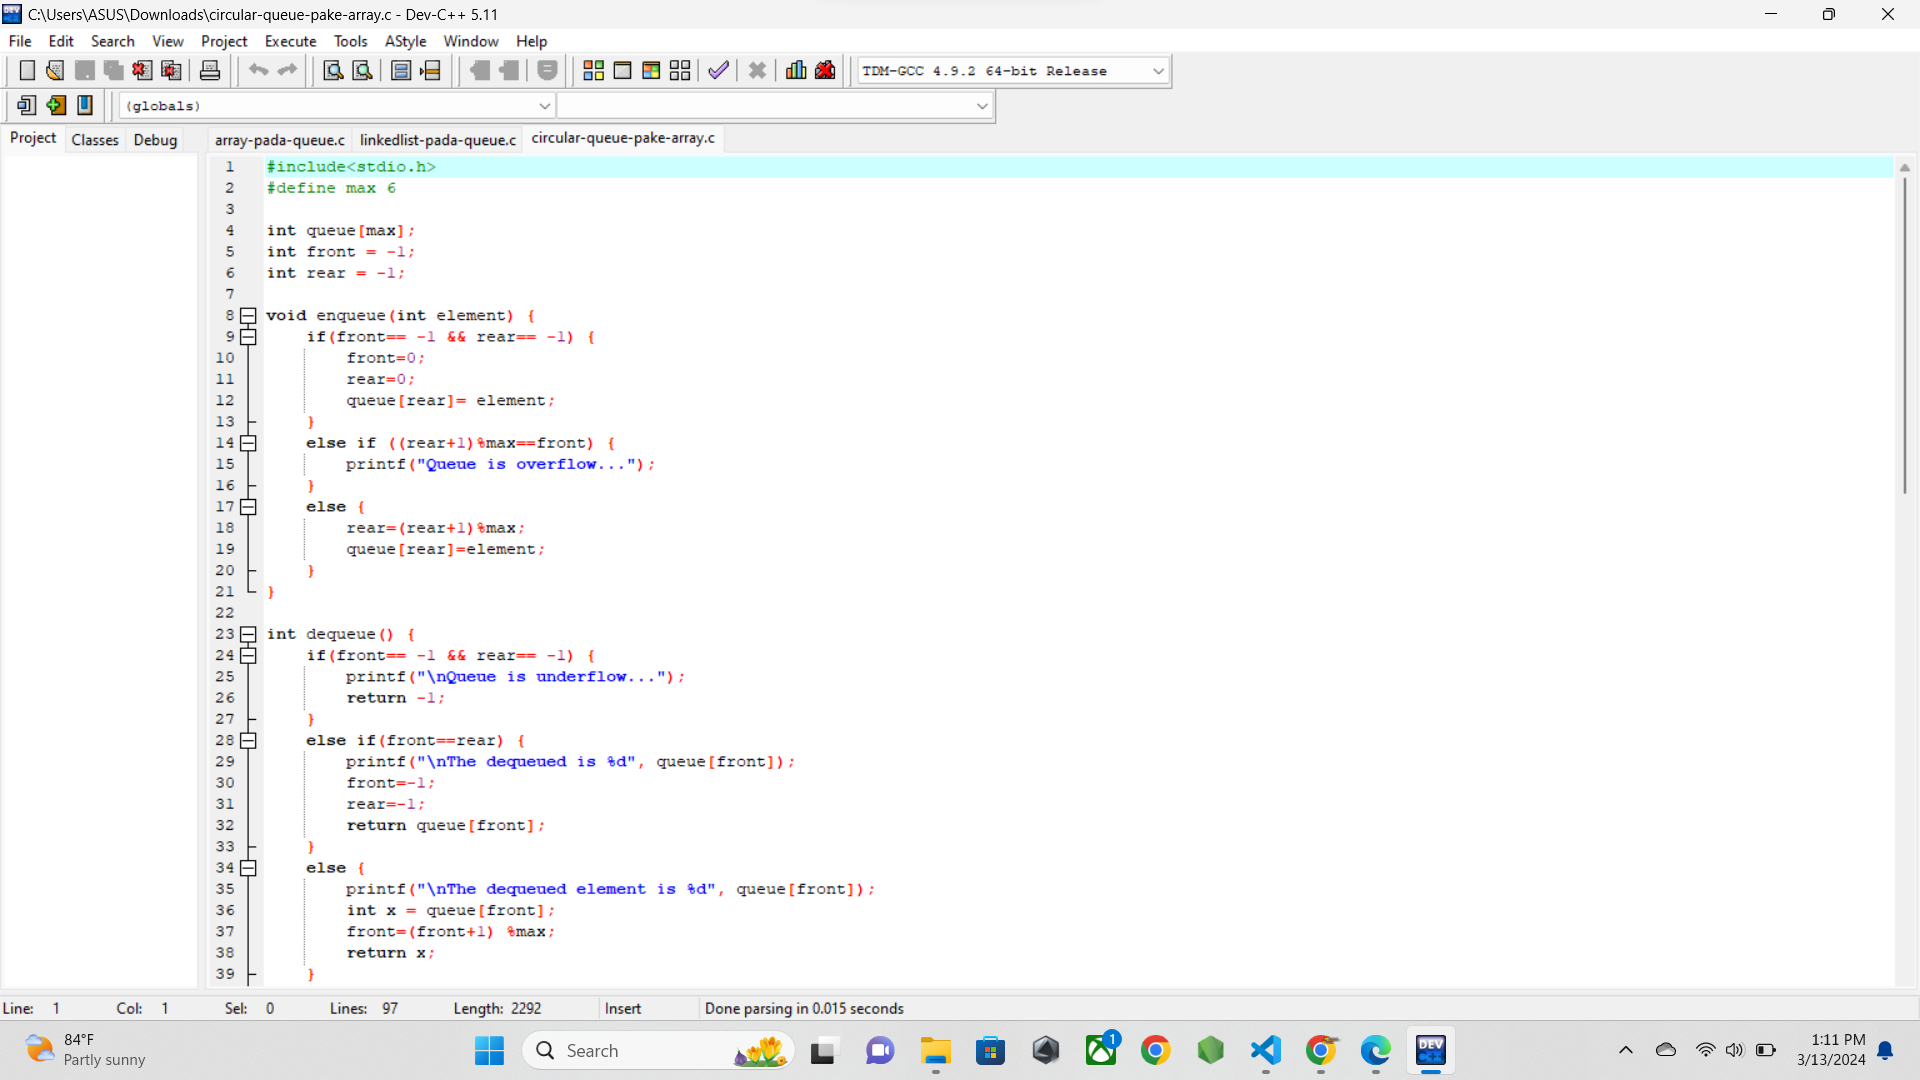 C:\Users\ASUS\Downloads\circular-queue-pake-array.c - Dev-C++ 5.11
File Edit Search View Project Execute Tools AStyle Window Help
TDM-GCC 4.9.2 64-bit Release
(globals)
Project Classes Debug
array-pada-queue.c linkedlist-pada-queue.c circular-queue-pake-array.c
1 #include<stdio.h>
2 #define max 6
3
4 int queue[max];
5 int front = -1;
6 int rear = -1;
7
8 void enqueue(int element) {
9     if(front== -1 && rear== -1) {
10         front=0;
11         rear=0;
12         queue[rear]= element;
13     }
14     else if ((rear+1)%max==front) {
15         printf("Queue is overflow...");
16     }
17     else {
18         rear=(rear+1)%max;
19         queue[rear]=element;
20     }
21 }
22
23 int dequeue() {
24     if(front== -1 && rear== -1) {
25         printf("\nQueue is underflow...");
26         return -1;
27     }
28     else if(front==rear) {
29         printf("\nThe dequeued is %d", queue[front]);
30         front=-1;
31         rear=-1;
32         return queue[front];
33     }
34     else {
35         printf("\nThe dequeued element is %d", queue[front]);
36         int x = queue[front];
37         front=(front+1) %max;
38         return x;
39     }
Line: 1 Col: 1 Sel: 0 Lines: 97 Length: 2292 Insert Done parsing in 0.015 seconds
84°F
Partly sunny
Search
1
DEV C++
1:11 PM
3/13/2024